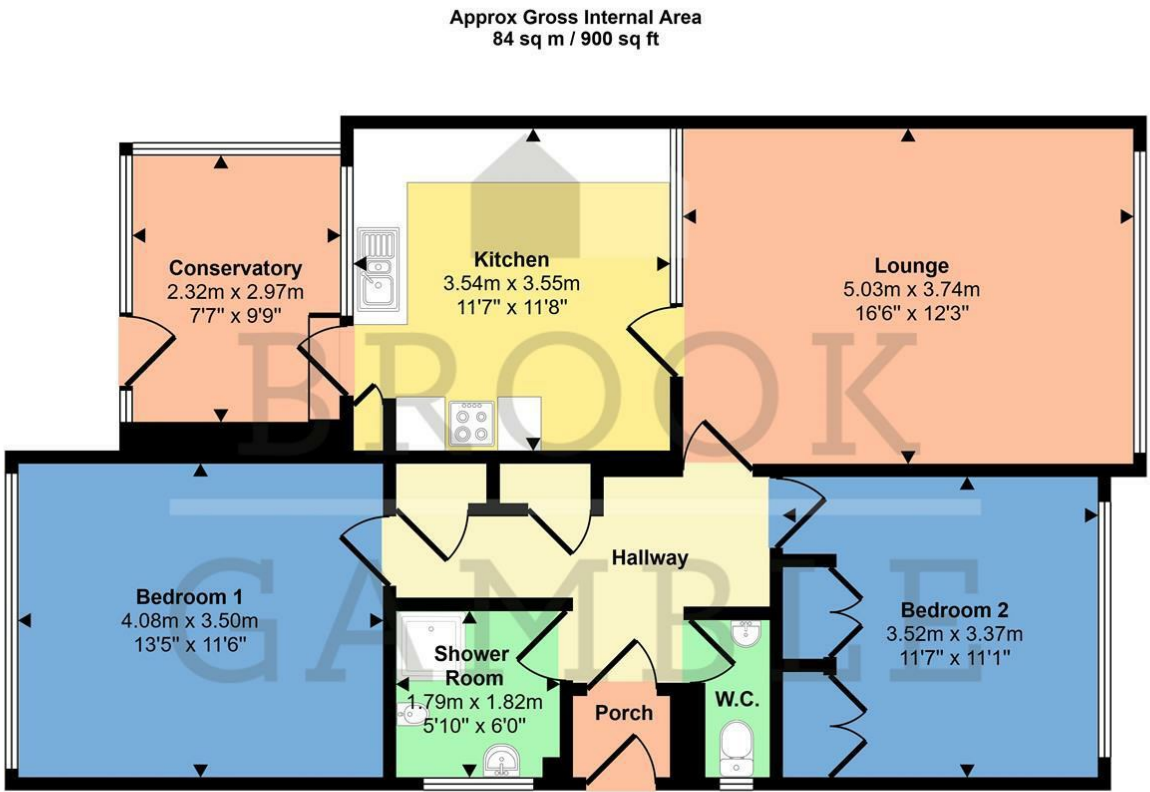 Approx Gross Internal Area
84 sq m / 900 sq ft
Conservatory
2.32m x 2.97m
7'7" x 9'9"
Kitchen
3.54m x 3.55m
11'7" x 11'8"
Lounge
5.03m x 3.74m
16'6" x 12'3"
BROOK
GAMBLE
Hallway
Bedroom 1
4.08m x 3.50m
13'5" x 11'6"
Bedroom 2
3.52m x 3.37m
11'7" x 11'1"
Shower
Room
1.79m x 1.82m
5'10" x 6'0"
Porch
W.C.